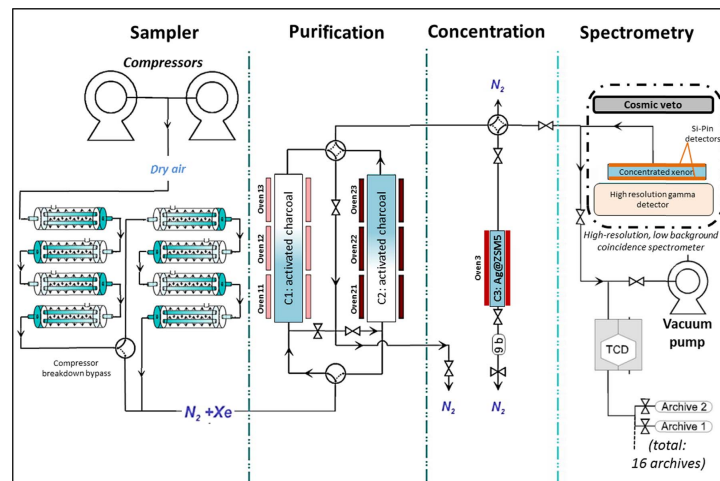 Sampler
Purification
Concentration
Spectrometry
Compressors
Dry air
Compressor
breakdown bypass
N2 +Xe
Oven 13
Oven 12
Oven 11
C1: activated charcoal
C2: activated charcoal
Oven 23
Oven 22
Oven 21
N2
N2
Oven 3
C3: Ag@ZSM5
9 b
N2
Cosmic veto
Si-Pin
detectors
Concentrated xenon
High resolution gamma
detector
High-resolution, low background
coincidence spectrometer
Vacuum
pump
TCD
Archive 2
Archive 1
(total:
16 archives)